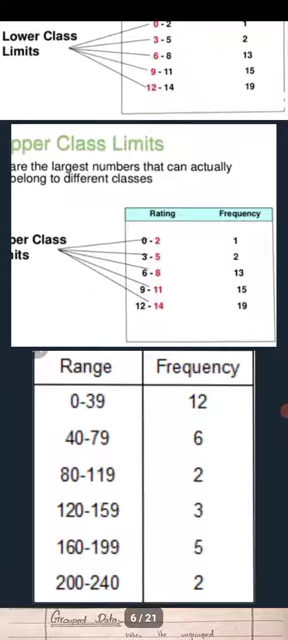 Lower Class
Limits
0 - 2 1
3 - 5 2
6 - 8 13
9 - 11 15
12 - 14 19
pper Class Limits
are the largest numbers that can actually
belong to different classes
Rating Frequency
per Class
its
0 - 2 1
3 - 5 2
6 - 8 13
9 - 11 15
12 - 14 19
Range Frequency
0-39 12
40-79 6
80-119 2
120-159 3
160-199 5
200-240 2
Grouped Data:
6 / 21
When the ungrouped